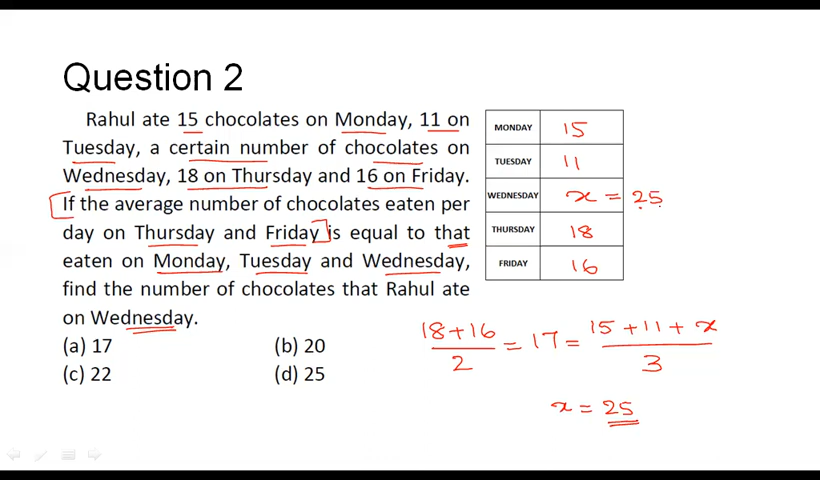 Question 2
Rahul ate 15 chocolates on Monday, 11 on
Tuesday, a certain number of chocolates on
Wednesday, 18 on Thursday and 16 on Friday.
If the average number of chocolates eaten per
day on Thursday and Friday is equal to that
eaten on Monday, Tuesday and Wednesday,
find the number of chocolates that Rahul ate
on Wednesday.
(a) 17 (b) 20
(c) 22 (d) 25
MONDAY 15
TUESDAY 11
WEDNESDAY x = 25
THURSDAY 18
FRIDAY 16
18+16 15 + 11 + x
= 17 =
2 3
x = 25